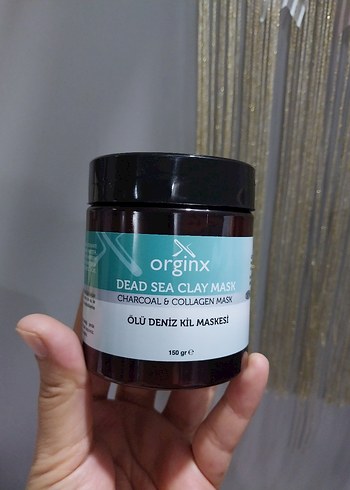 orginx
DEAD SEA CLAY MASK
CHARCOAL & COLLAGEN MASK
ÖLÜ DENİZ KİL MASKESİ
150 gr ℮